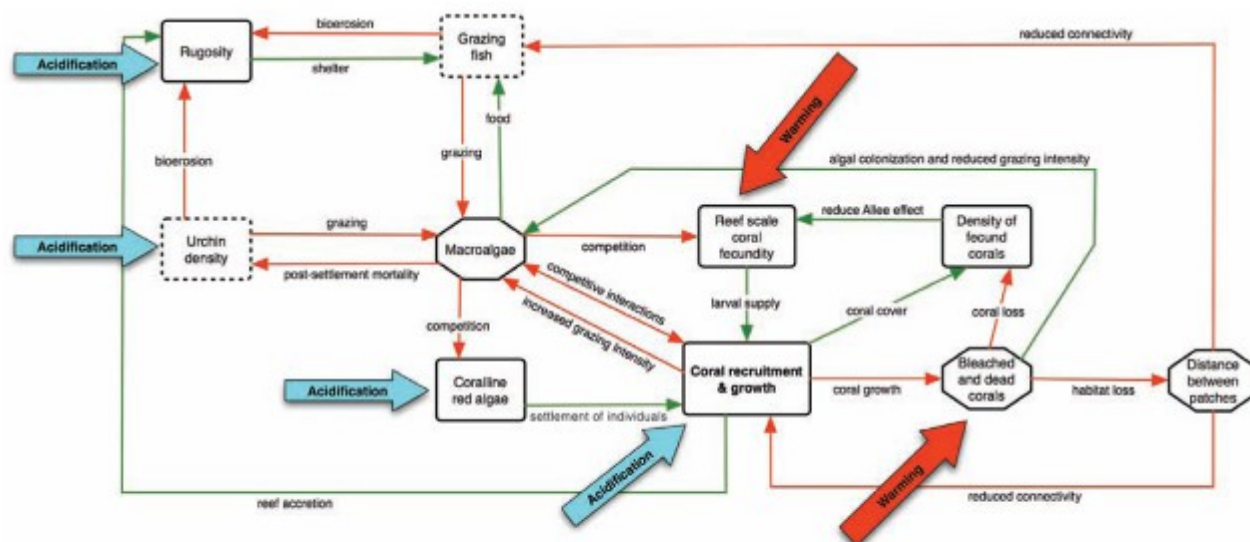 bioerosion
Grazing
fish
reduced connectivity
Rugosity
Acidification
shelter
Warming
food
bioerosion
grazing
algal colonization and reduced grazing intensity
grazing
Reef scale
coral
fecundity
reduce Allee effect
Density of
fecund
corals
Acidification
Urchin
density
Macroalgae
competition
post-settlement mortality
competitive interactions
increased grazing intensity
larval supply
coral cover
coral loss
competition
Coral recruitment
& growth
Bleached
and dead
corals
Distance
between
patches
Acidification
Coralline
red algae
coral growth
habitat loss
settlement of individuals
Acidification
Warming
reef accretion
reduced connectivity